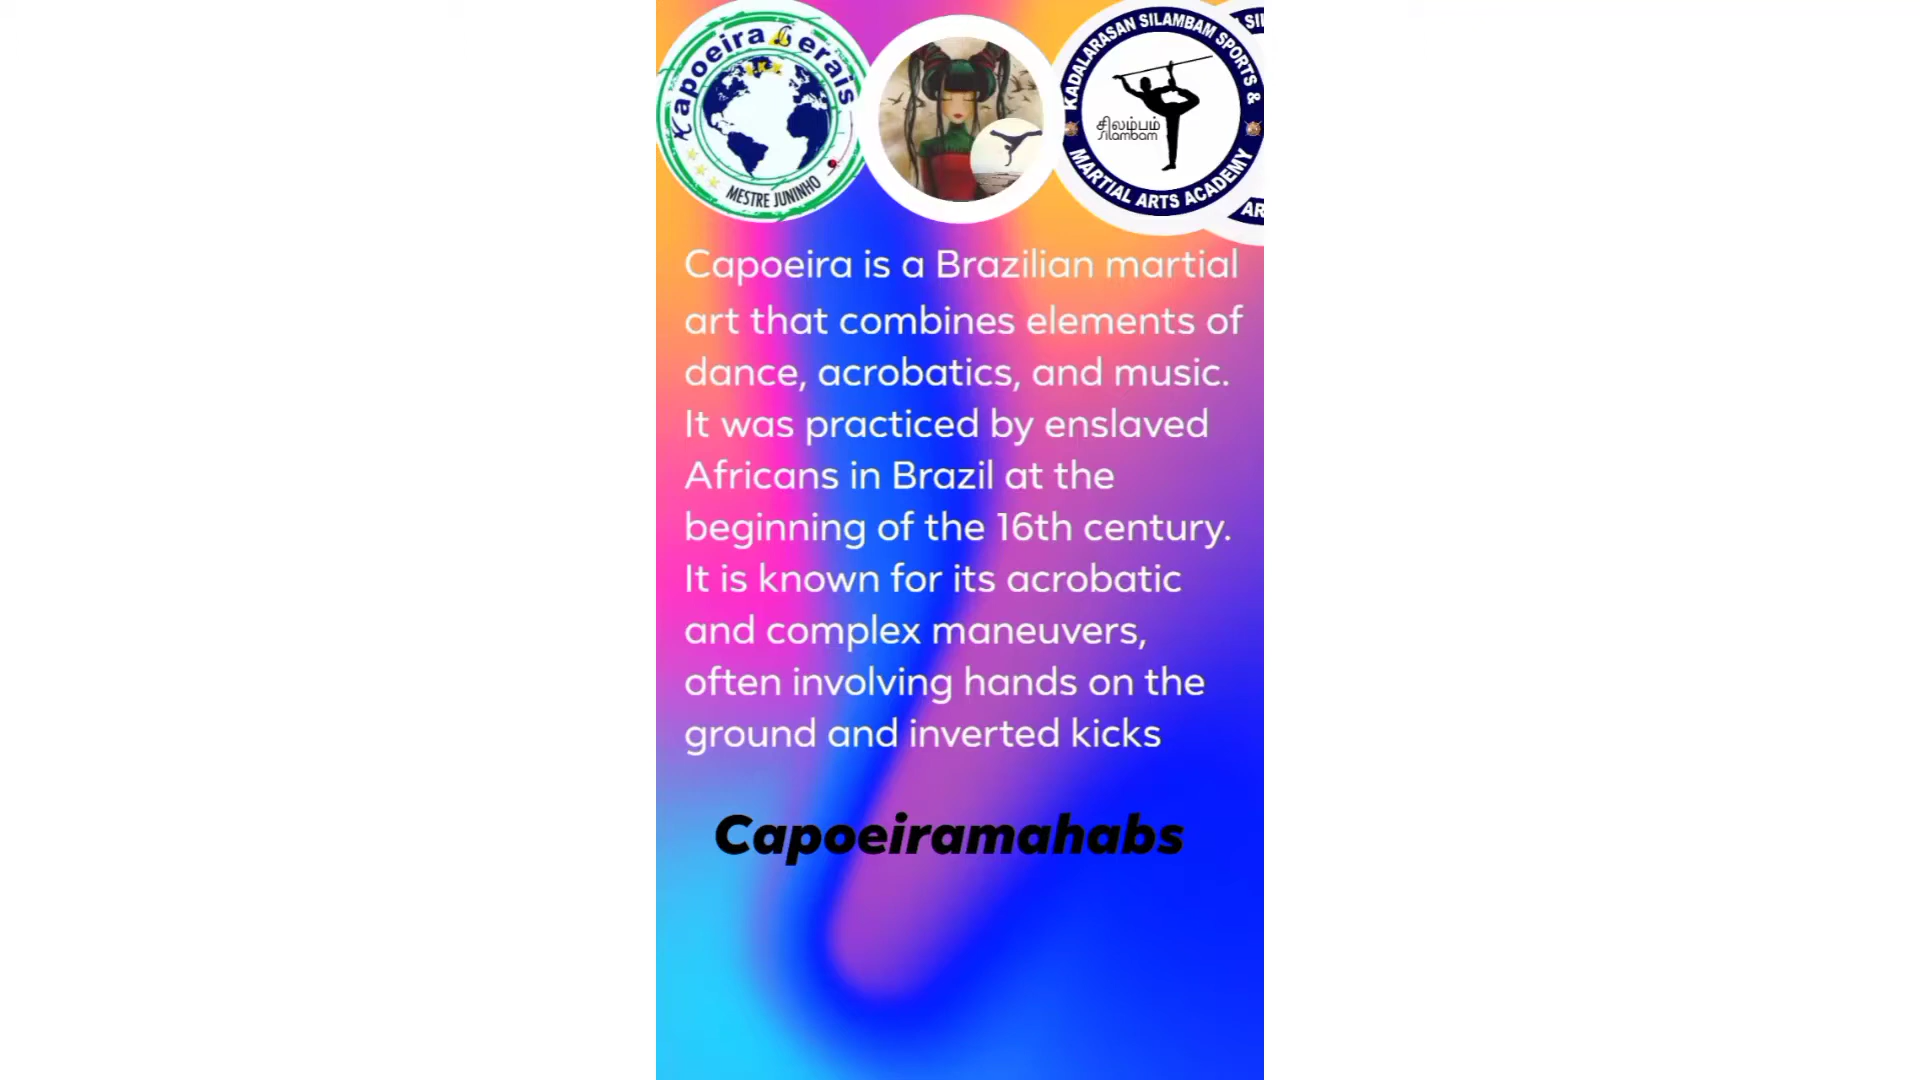 Capoeira Gerais
MESTRE JUNINHO
KADALARASAN SILAMBAM SPORTS &
MARTIAL ARTS ACADEMY
சிலம்பம்
Silambam
SI
AR
Capoeira is a Brazilian martial
art that combines elements of
dance, acrobatics, and music.
It was practiced by enslaved
Africans in Brazil at the
beginning of the 16th century.
It is known for its acrobatic
and complex maneuvers,
often involving hands on the
ground and inverted kicks
Capoeiramahabs